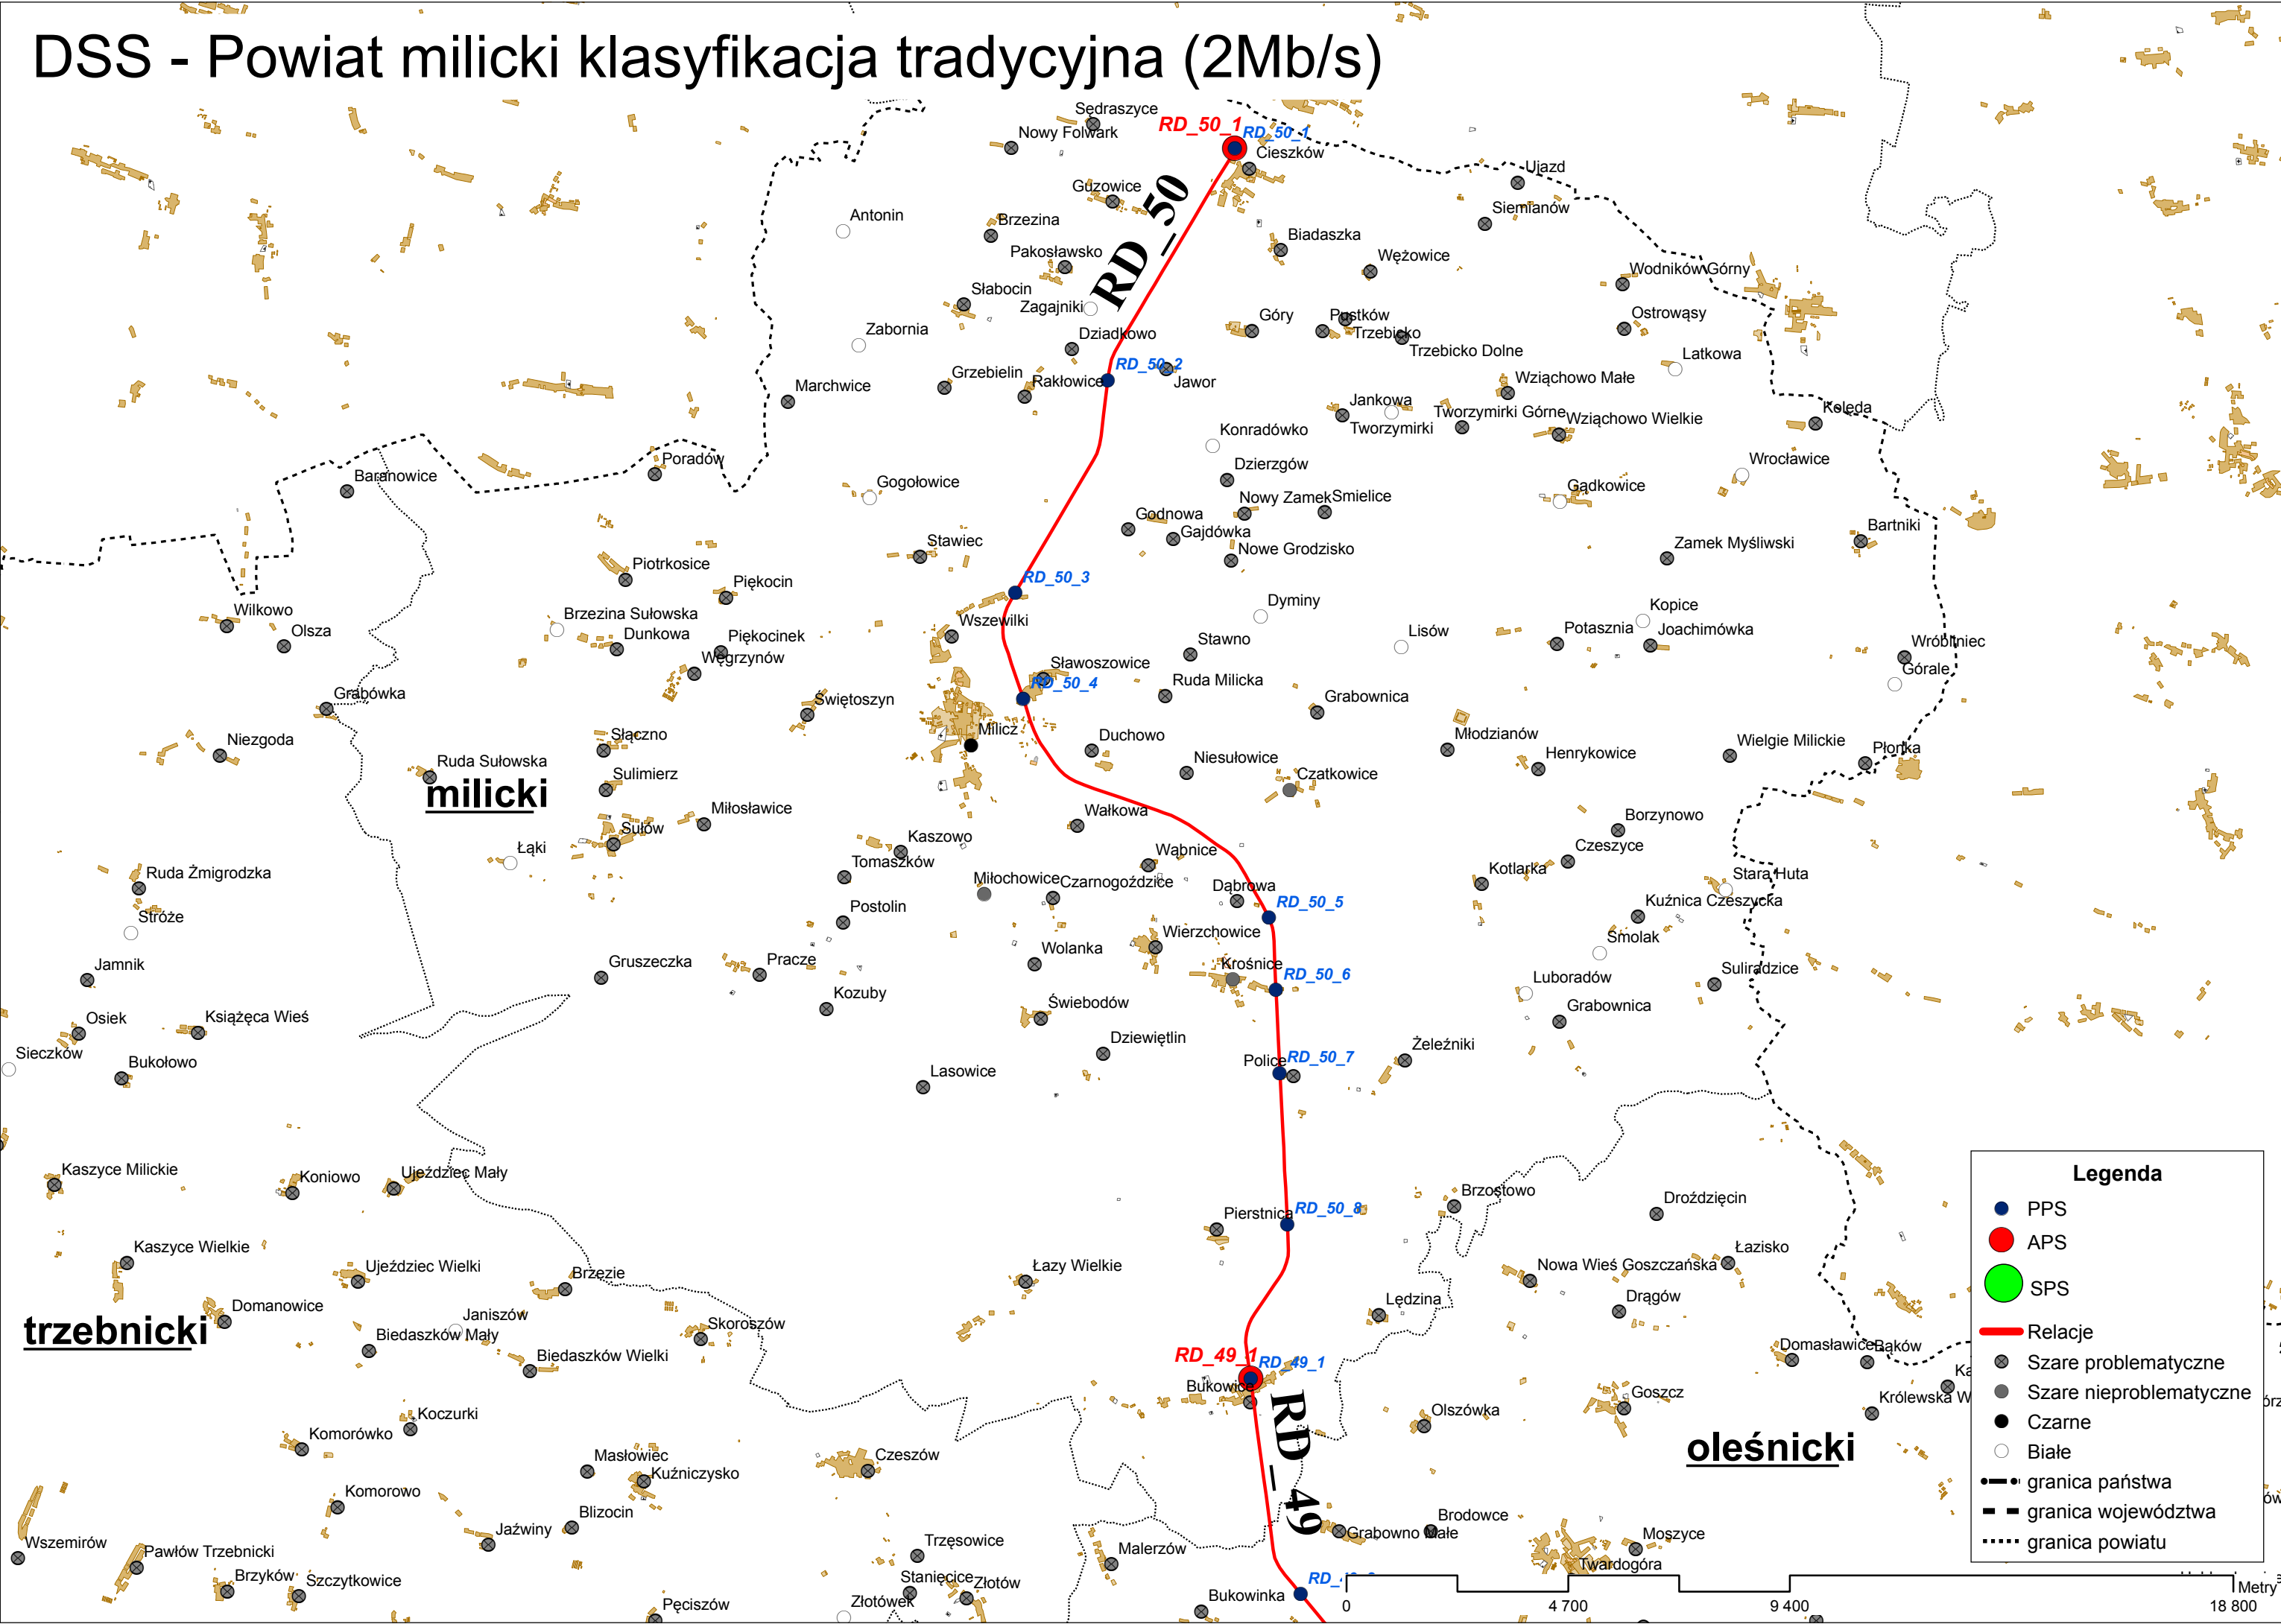 DSS - Powiat milicki klasyfikacja tradycyjna (2Mb/s)
Sędraszyce
Nowy Folwark
RD_50_1
RD_50_1
Cieszków
Ujazd
Guzowice
RD_50
Antonin
Brzezina
Siemianów
Biadaszka
Pakosławsko
Wężowice
Wodników Górny
Słabocin
Zagajniki
Góry
Pustków
Trzebicko
Ostrowąsy
Zabornia
Dziadkowo
Trzebicko Dolne
Latkowa
RD_50_2
Grzebielin
Rakłowice
Jawor
Wziąchowo Małe
Marchwice
Jankowa
Tworzymirki Górne
Tworzymirki
Wziąchowo Wielkie
Kolęda
Konradówko
Poradów
Wrocławice
Baranowice
Gogołowice
Dzierzgów
Gądkowice
Nowy Zamek
Smielice
Godnowa
Gajdówka
Bartniki
Stawiec
Nowe Grodzisko
Zamek Myśliwski
Piotrkosice
RD_50_3
Piękocin
Wilkowo
Brzezina Sułowska
Dyminy
Kopice
Olsza
Dunkowa
Piękocinek
Wszewilki
Lisów
Potasznia
Joachimówka
Stawno
Wróbliniec
Węgrzynów
Sławoszowice
Górale
RD_50_4
Ruda Milicka
Grabówka
Świętoszyn
Grabownica
Milicz
Słączno
Duchowo
Młodzianów
Niezgoda
Henrykowice
Wielgie Milickie
Płonka
Ruda Sułowska
Niesułowice
Czatkowice
Sulimierz
milicki
Miłosławice
Wałkowa
Borzynowo
Sułów
Kaszowo
Łąki
Tomaszków
Wąbnice
Czeszyce
Ruda Żmigrodzka
Miłochowice
Czarnogoździce
Dąbrowa
Kotlarka
Stara Huta
Stróże
Postolin
RD_50_5
Kuźnica Czeszycka
Wierzchowice
Smolak
Wolanka
Jamnik
Gruszeczka
Pracze
Krośnice
RD_50_6
Luboradów
Suliradzice
Kozuby
Świebodów
Grabownica
Osiek
Książęca Wieś
Dziewiętlin
Żeleźniki
Sieczków
Bukołowo
Police
RD_50_7
Lasowice
Kaszyce Milickie
Koniowo
Ujeździec Mały
Brzostowo
Droździęcin
Pierstnica
RD_50_8
Kaszyce Wielkie
Ujeździec Wielki
Brzezie
Łazy Wielkie
Nowa Wieś Goszczańska
Łazisko
Domanowice
Janiszów
Lędzina
Drągów
trzebnicki
Skoroszów
Biedaszków Mały
Biedaszków Wielki
RD_49_1
RD_49_1
Domasławice
Bąków
Bukowice
Goszcz
Królewska W
Ka
Koczurki
Olszówka
RD_49
Komorówko
oleśnicki
Masłowiec
Czeszów
Kuźniczysko
Komorowo
Blizocin
Jaźwiny
Brodowce
Grabowno Małe
Moszyce
Wszemirów
Pawłów Trzebnicki
Trzęsowice
Malerzów
Twardogóra
Brzyków
Szczytkowice
Stanięcice
Złotów
Złotówek
Pęciszów
Bukowinka
Legenda
PPS
APS
SPS
Relacje
Szare problematyczne
Szare nieproblematyczne
Czarne
Białe
granica państwa
granica województwa
granica powiatu
Metry
0
4 700
9 400
18 800